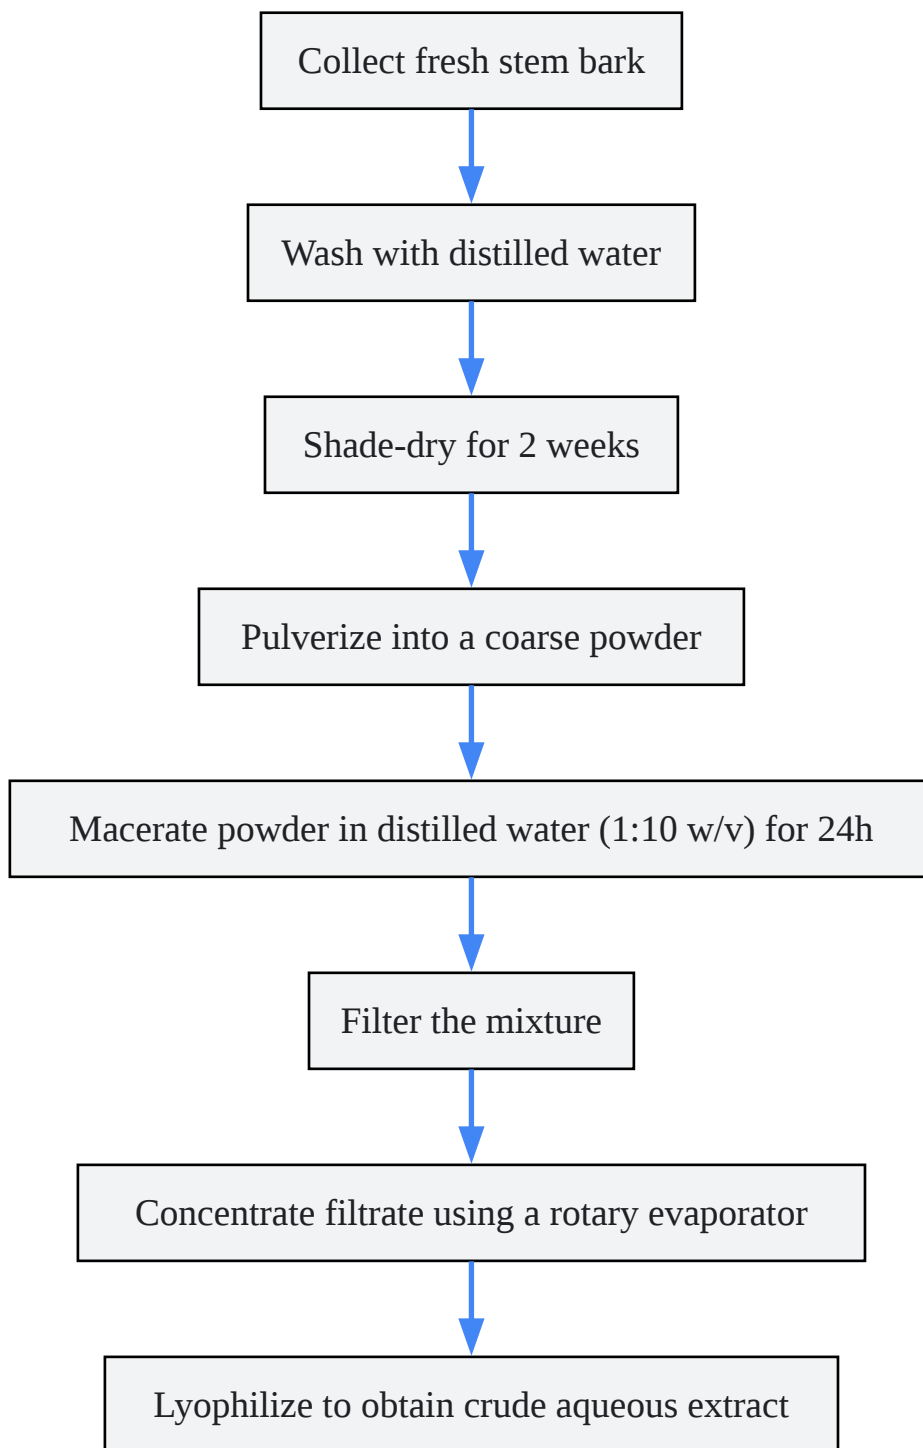 Collect fresh stem bark
Wash with distilled water
Shade-dry for 2 weeks
Pulverize into a coarse powder
Macerate powder in distilled water (1:10 w/v) for 24h
Filter the mixture
Concentrate filtrate using a rotary evaporator
Lyophilize to obtain crude aqueous extract